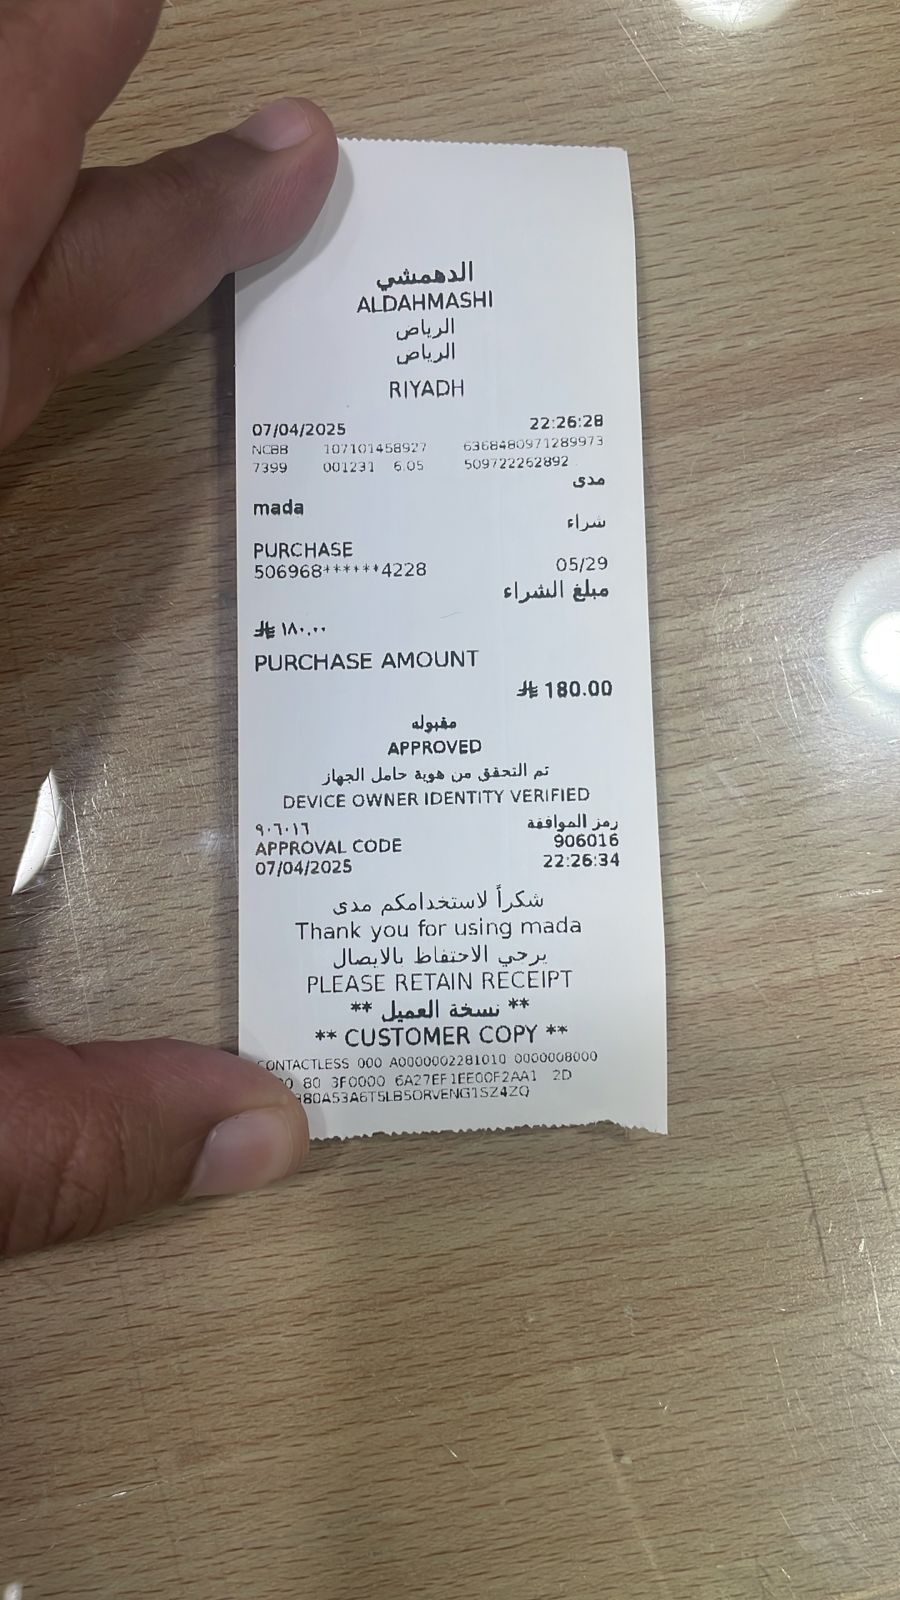 الدهمشي
ALDAHMASHI
الرياض
الرياض
RIYADH
07/04/2025 22:26:28
NCBB 107101458927 6368480971289973
7399 001231 6.05 509722262892
مدى
mada
شراء
PURCHASE
506968******4228 05/29
مبلغ الشراء
⃁ ١٨٠.٠٠
PURCHASE AMOUNT
⃁ 180.00
مقبوله
APPROVED
تم التحقق من هوية حامل الجهاز
DEVICE OWNER IDENTITY VERIFIED
٩٠٦٠١٦ رمز الموافقة
APPROVAL CODE 906016
07/04/2025 22:26:34
شكراً لاستخدامكم مدى
Thank you for using mada
يرجي الاحتفاظ بالايصال
PLEASE RETAIN RECEIPT
** نسخة العميل **
** CUSTOMER COPY **
CONTACTLESS 000 A0000002281010 0000008000
80 3F0000 6A27EF1EE00F2AA1 2D